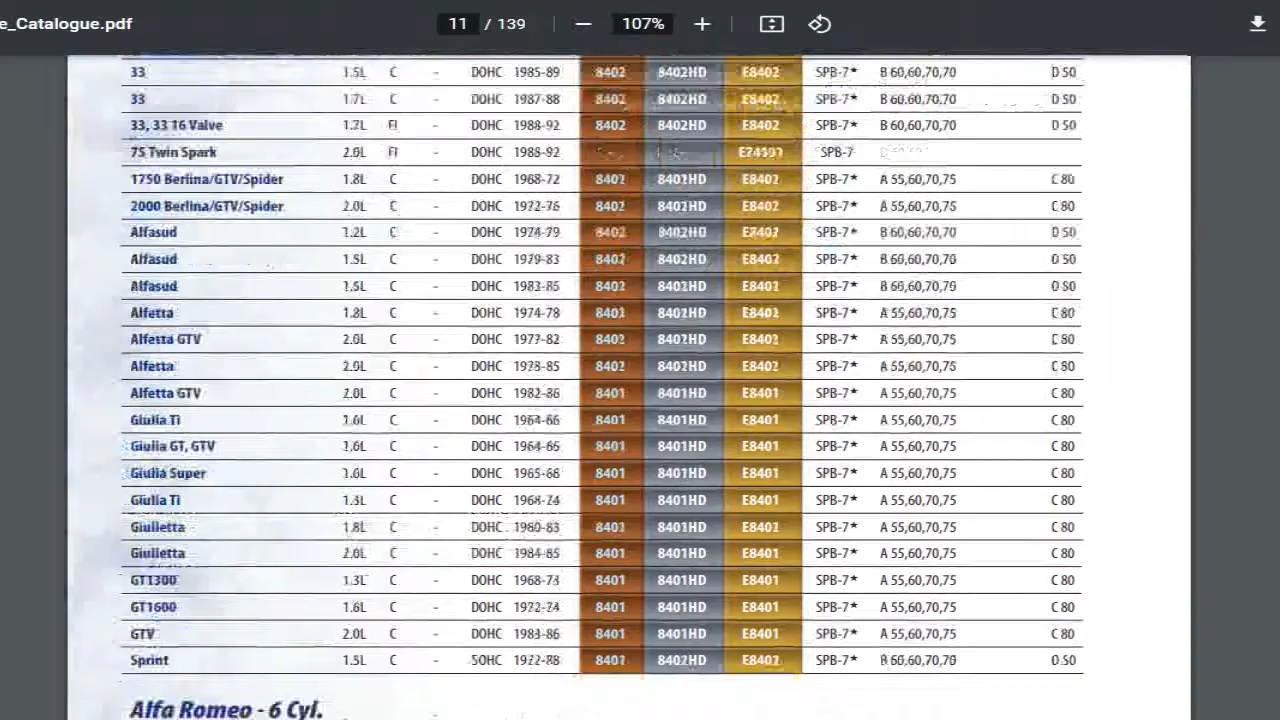 e_Catalogue.pdf 11 / 139 107%
33 1.5L C - DOHC 1985-89 8402 8402HD E8402 SPB-7* B 60,60,70,70 D 50
33 1.7L C - DOHC 1987-88 8402 8402HD E8402 SPB-7* B 60,60,70,70 D 50
33, 33 16 Valve 1.7L FI - DOHC 1988-92 8402 8402HD E8402 SPB-7* B 60,60,70,70 D 50
75 Twin Spark 2.0L FI - DOHC 1988-92 SPB-7
1750 Berlina/GTV/Spider 1.8L C - DOHC 1968-72 8402 8402HD E8402 SPB-7* A 55,60,70,75 C 80
2000 Berlina/GTV/Spider 2.0L C - DOHC 1972-76 8402 8402HD E8402 SPB-7* A 55,60,70,75 C 80
Alfasud 1.2L C - DOHC 1974-79 8402 8402HD SPB-7* B 60,60,70,70 D 50
Alfasud 1.5L C - DOHC 1979-83 8402 8402HD E8402 SPB-7* B 60,60,70,70 D 50
Alfasud 1.5L C - DOHC 1983-85 8402 8402HD E8402 SPB-7* B 60,60,70,70 D 50
Alfetta 1.8L C - DOHC 1974-78 8402 8402HD E8402 SPB-7* A 55,60,70,75 C 80
Alfetta GTV 2.0L C - DOHC 1977-82 8402 8402HD E8402 SPB-7* A 55,60,70,75 C 80
Alfetta 2.0L C - DOHC 1978-85 8402 8402HD E8402 SPB-7* A 55,60,70,75 C 80
Alfetta GTV 2.0L C - DOHC 1982-86 8401 8401HD E8401 SPB-7* A 55,60,70,75 C 80
Giulia Ti 1.6L C - DOHC 1964-66 8401 8401HD E8401 SPB-7* A 55,60,70,75 C 80
Giulia GT, GTV 1.6L C - DOHC 1964-65 8401 8401HD E8401 SPB-7* A 55,60,70,75 C 80
Giulia Super 1.6L C - DOHC 1965-66 8401 8401HD E8401 SPB-7* A 55,60,70,75 C 80
Giulia Ti 1.3L C - DOHC 1964-74 8401 8401HD E8401 SPB-7* A 55,60,70,75 C 80
Giulletta 1.8L C - DOHC 1980-83 8401 8401HD E8401 SPB-7* A 55,60,70,75 C 80
Giulletta 2.0L C - DOHC 1984-85 8401 8401HD E8401 SPB-7* A 55,60,70,75 C 80
GT1300 1.3L C - DOHC 1968-73 8401 8401HD E8401 SPB-7* A 55,60,70,75 C 80
GT1600 1.6L C - DOHC 1972-74 8401 8401HD E8401 SPB-7* A 55,60,70,75 C 80
GTV 2.0L C - DOHC 1983-86 8401 8401HD E8401 SPB-7* A 55,60,70,75 C 80
Sprint 1.5L C - SOHC 8402 8402HD E8402 SPB-7* B 60,60,70,70 D 50
Alfa Romeo - 6 Cyl.